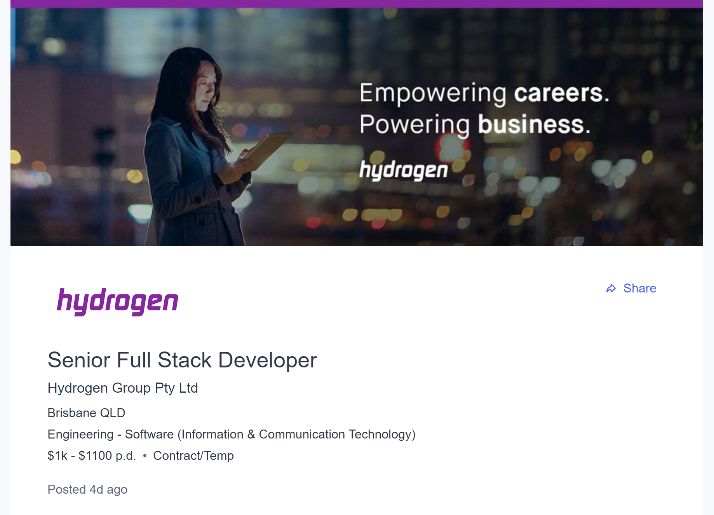 Empowering careers.
Powering business.
hydrogen
hydrogen
Share
Senior Full Stack Developer
Hydrogen Group Pty Ltd
Brisbane QLD
Engineering - Software (Information & Communication Technology)
$1k - $1100 p.d. • Contract/Temp
Posted 4d ago